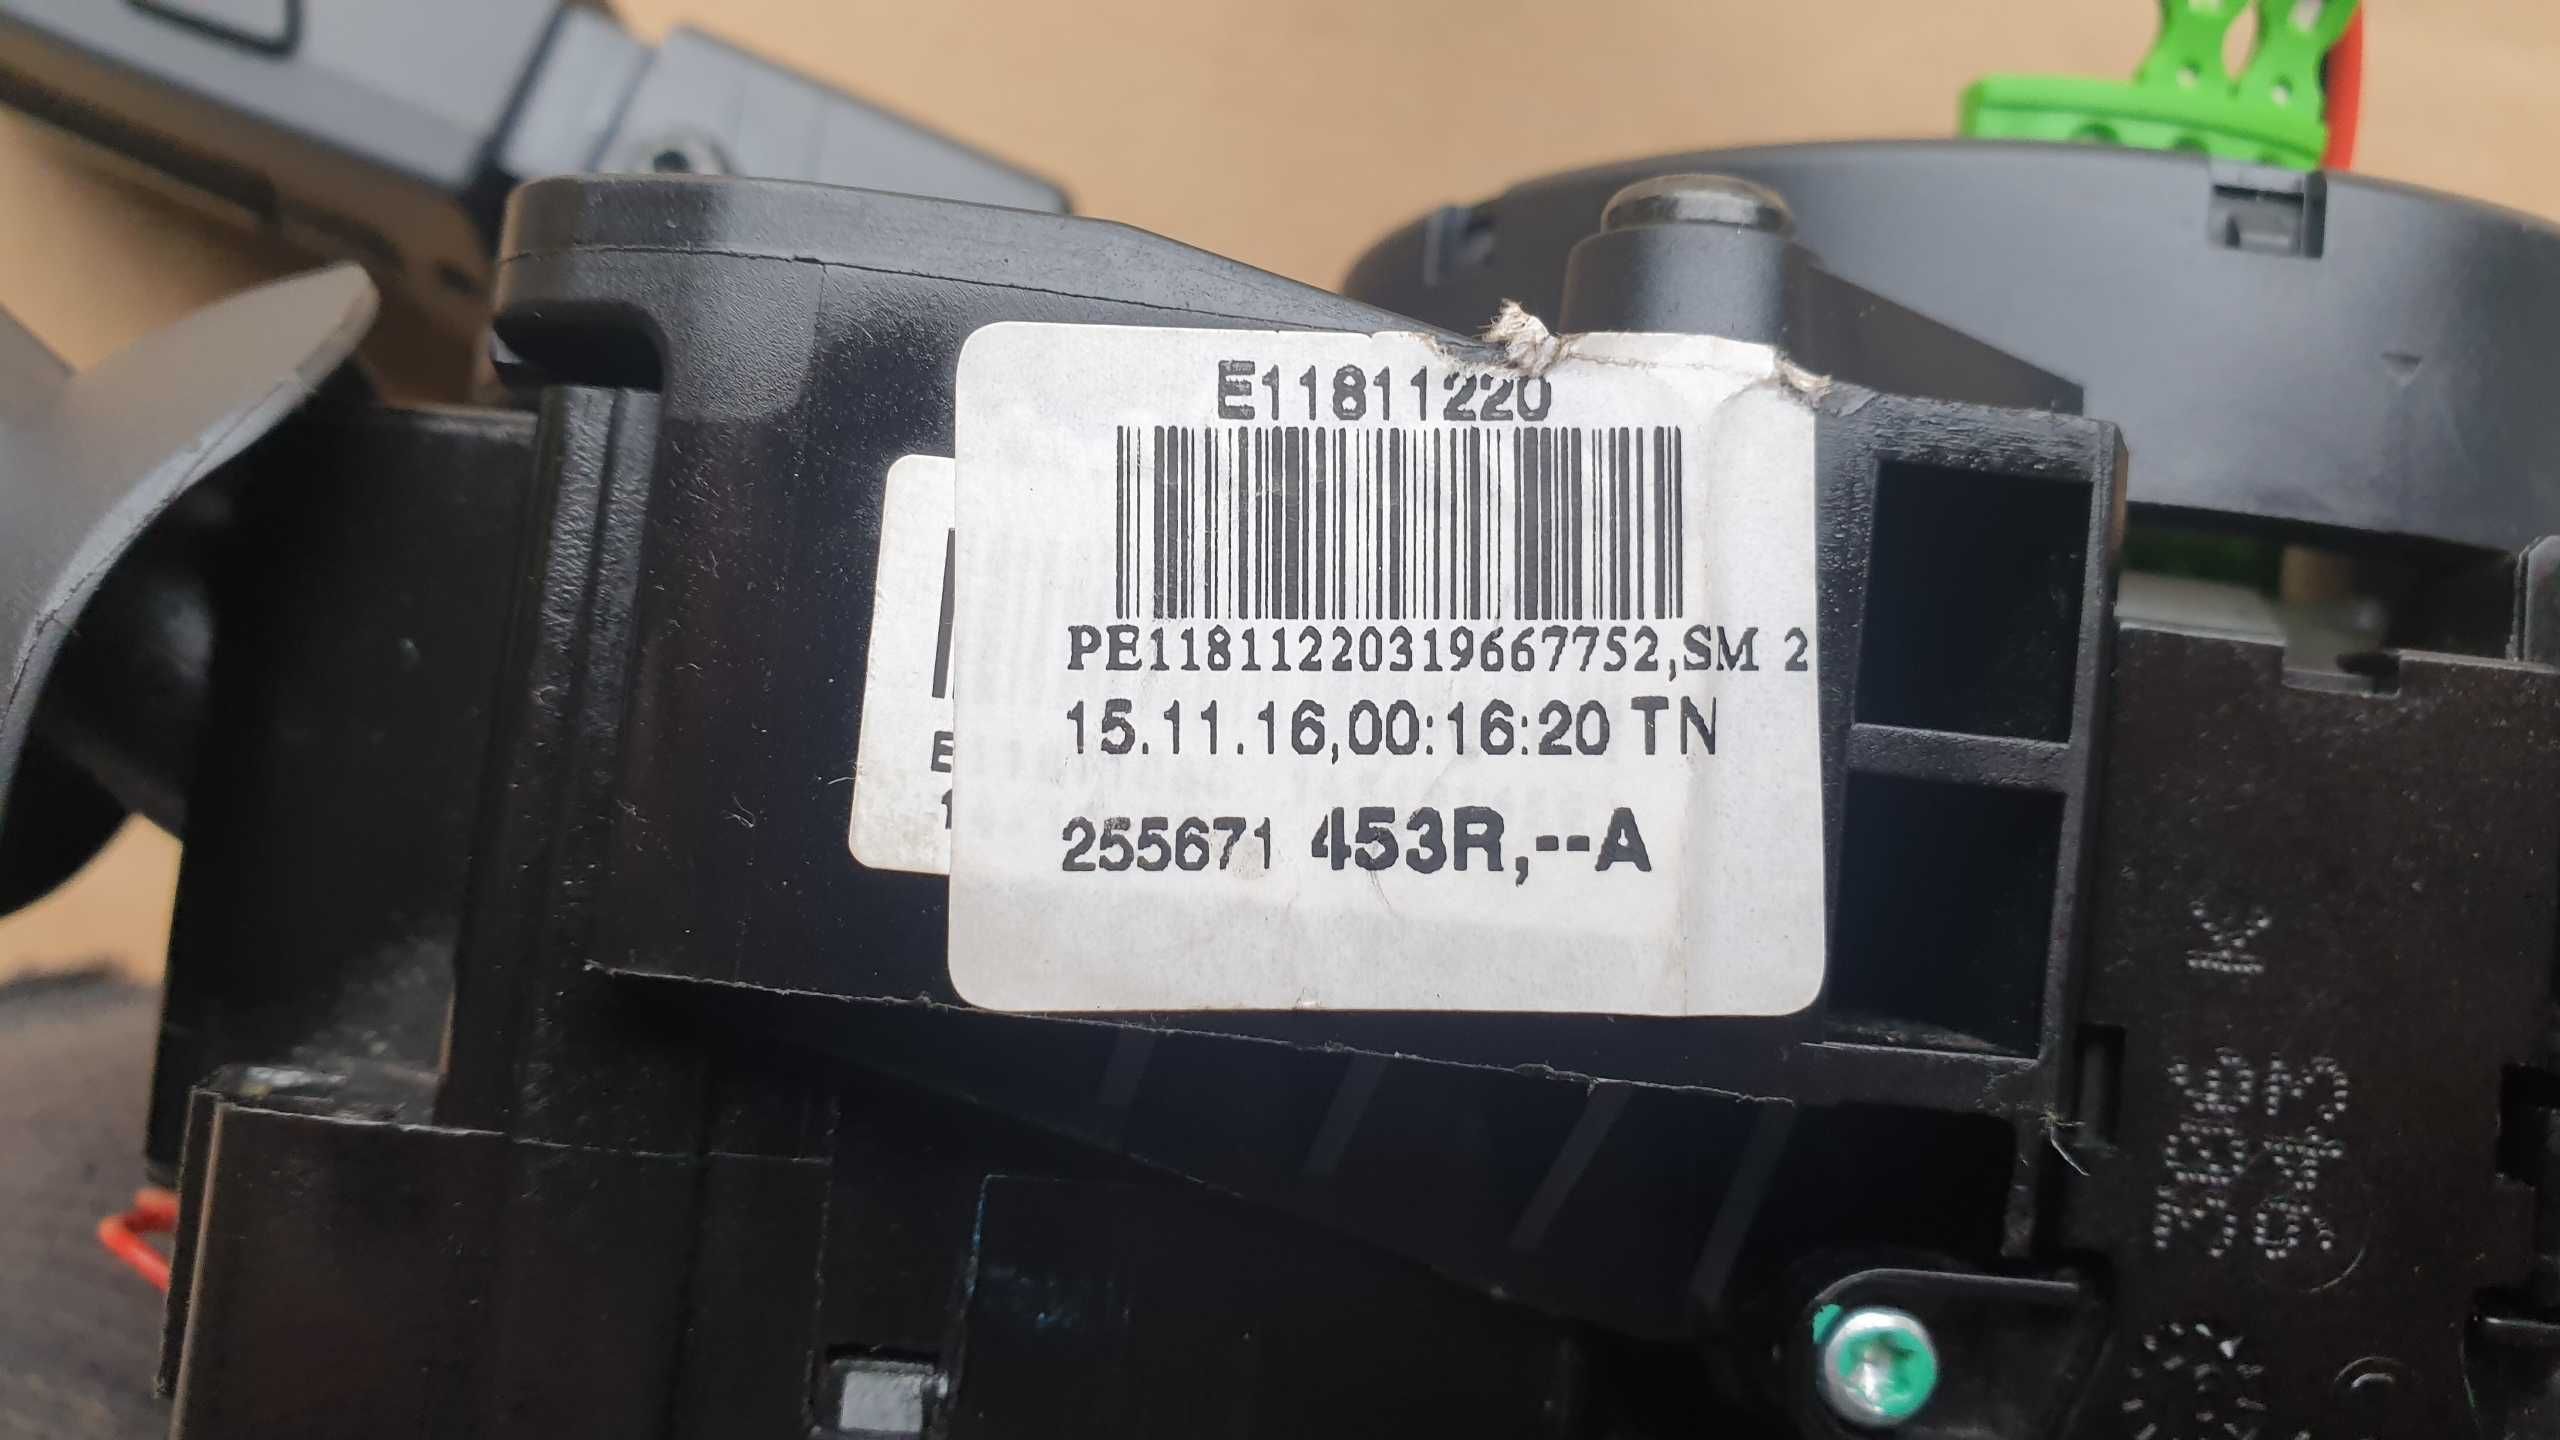 E11811220
PE11811220319667752,SM 2
15.11.16,00:16:20 TN
255671 453R,--A